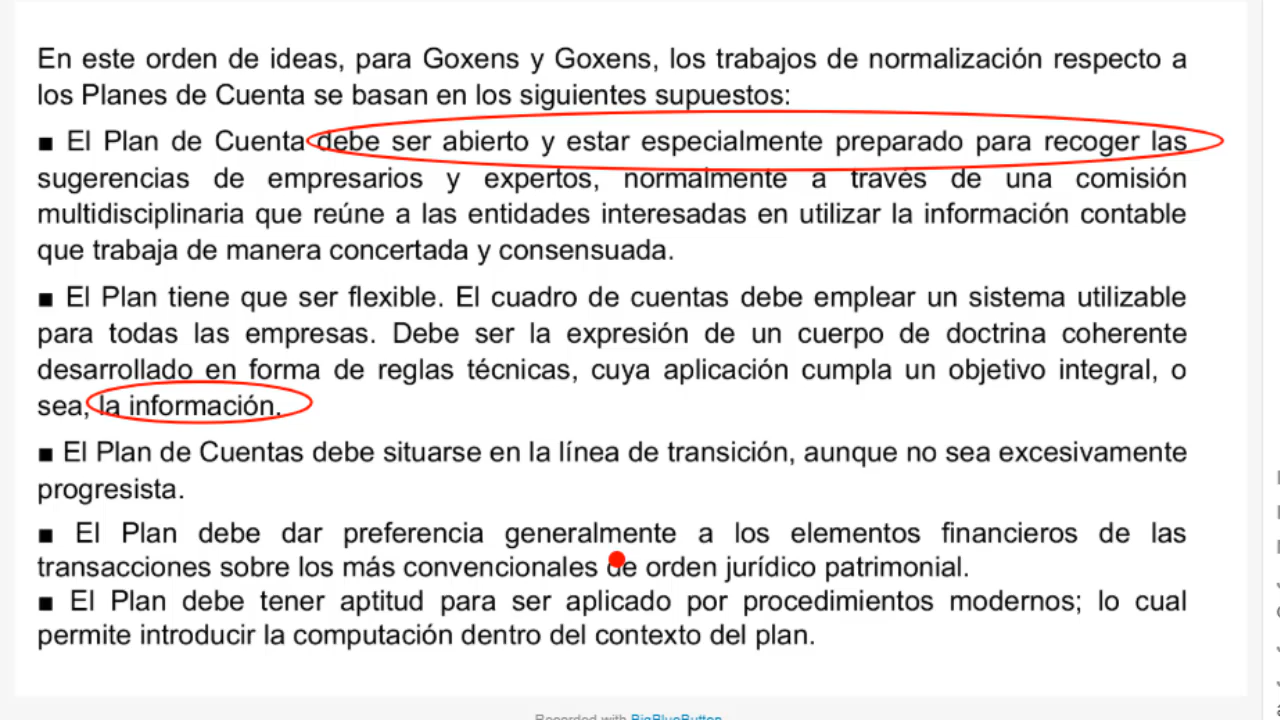 En este orden de ideas, para Goxens y Goxens, los trabajos de normalización respecto a
los Planes de Cuenta se basan en los siguientes supuestos:
■ El Plan de Cuenta debe ser abierto y estar especialmente preparado para recoger las
sugerencias de empresarios y expertos, normalmente a través de una comisión
multidisciplinaria que reúne a las entidades interesadas en utilizar la información contable
que trabaja de manera concertada y consensuada.
■ El Plan tiene que ser flexible. El cuadro de cuentas debe emplear un sistema utilizable
para todas las empresas. Debe ser la expresión de un cuerpo de doctrina coherente
desarrollado en forma de reglas técnicas, cuya aplicación cumpla un objetivo integral, o
sea, la información.
■ El Plan de Cuentas debe situarse en la línea de transición, aunque no sea excesivamente
progresista.
■ El Plan debe dar preferencia generalmente a los elementos financieros de las
transacciones sobre los más convencionales de orden jurídico patrimonial.
■ El Plan debe tener aptitud para ser aplicado por procedimientos modernos; lo cual
permite introducir la computación dentro del contexto del plan.
Recorded with BigBlueButton